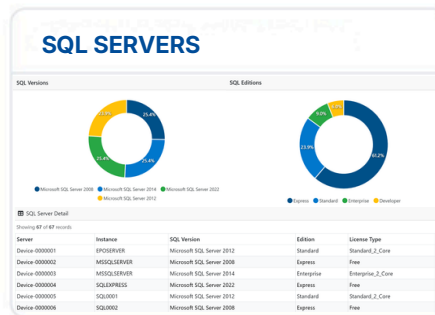 SQL SERVERS
SQL Versions SQL Editions
25.4%
25.4%
25.4%
9.0%
23.9%
Microsoft SQL Server 2008 Microsoft SQL Server 2014 Microsoft SQL Server 2022
Microsoft SQL Server 2012
Express Standard Enterprise Developer
SQL Server Detail
Showing 67 of 67 records
Server Instance SQL Version Edition License Type
Device-0000001 EPOSERVER Microsoft SQL Server 2012 Standard Standard_2_Core
Device-0000002 MSSQLSERVER Microsoft SQL Server 2008 Express Free
Device-0000003 MSSQLSERVER Microsoft SQL Server 2014 Enterprise Enterprise_2_Core
Device-0000004 SQLEXPRESS Microsoft SQL Server 2022 Express Free
Device-0000005 SQL0001 Microsoft SQL Server 2012 Standard Standard_2_Core
Device-0000006 SQL0002 Microsoft SQL Server 2008 Express Free